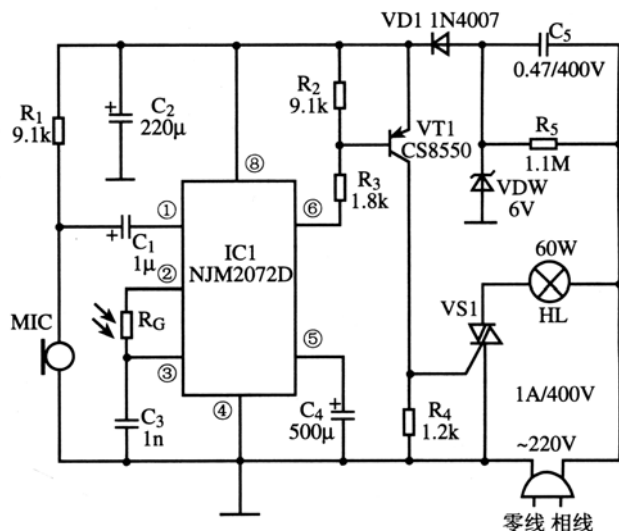 VD1 1N4007
C5
0.47/400V
R1
9.1k
C2
220μ
R2
9.1k
VT1
CS8550
R5
1.1M
VDW
6V
⑧
R3
1.8k
①
⑥
C1
1μ
IC1
NJM2072D
②
60W
HL
MIC
RG
VS1
③
⑤
④
C3
1n
C4
500μ
R4
1.2k
1A/400V
~220V
零线 相线